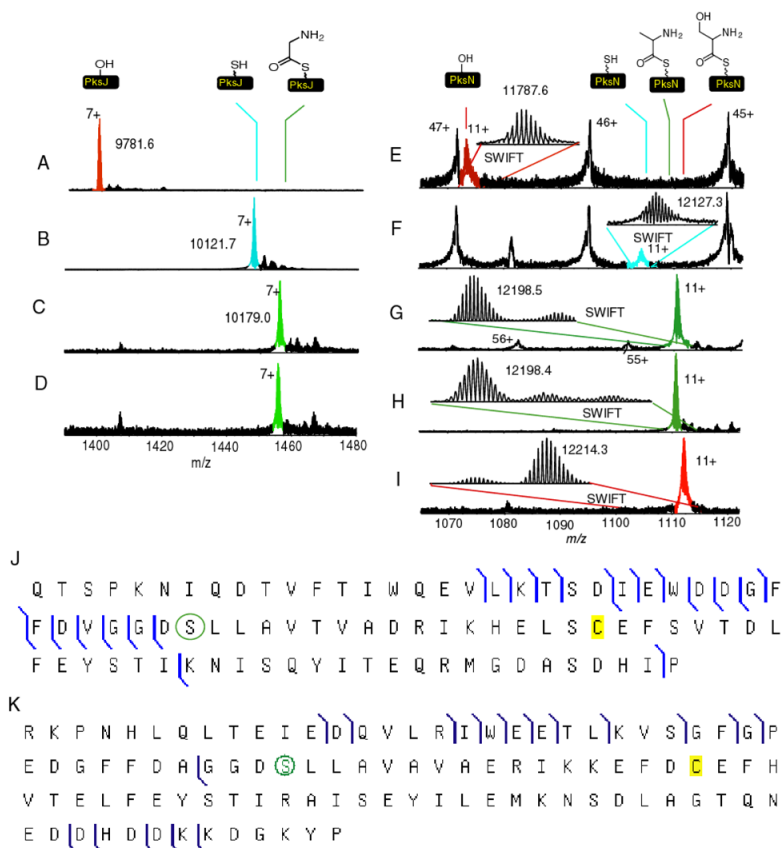 OH
SH
NH2
O
S
PksJ
PksJ
PksJ
7+
A
9781.6
7+
B
10121.7
7+
C
10179.0
7+
D
1400 1420 1440 1460 1480
m/z
OH
SH
NH2
O
S
OH
NH2
O
S
PksN
PksN
PksN
PksN
11787.6
47+
11+
46+
45+
E
SWIFT
12127.3
F
SWIFT
11+
12198.5
SWIFT
11+
G
56+
55+
12198.4
11+
H
SWIFT
12214.3
11+
I
SWIFT
1070 1080 1090 1100 1110 1120
m/z
J
Q T S P K N I Q D T V F T I W Q E V L K T S D I E W D D G F
F D V G G D S L L A V T V A D R I K H E L S C E F S V T D L
F E Y S T I K N I S Q Y I T E Q R M G D A S D H I P
K
R K P N H L Q L T E I E D Q V L R I W E E T L K V S G F G P
E D G F F D A G G D S L L A V A V A E R I K K E F D C E F H
V T E L F E Y S T I R A I S E Y I L E M K N S D L A G T Q N
E D D H D D K K D G K Y P